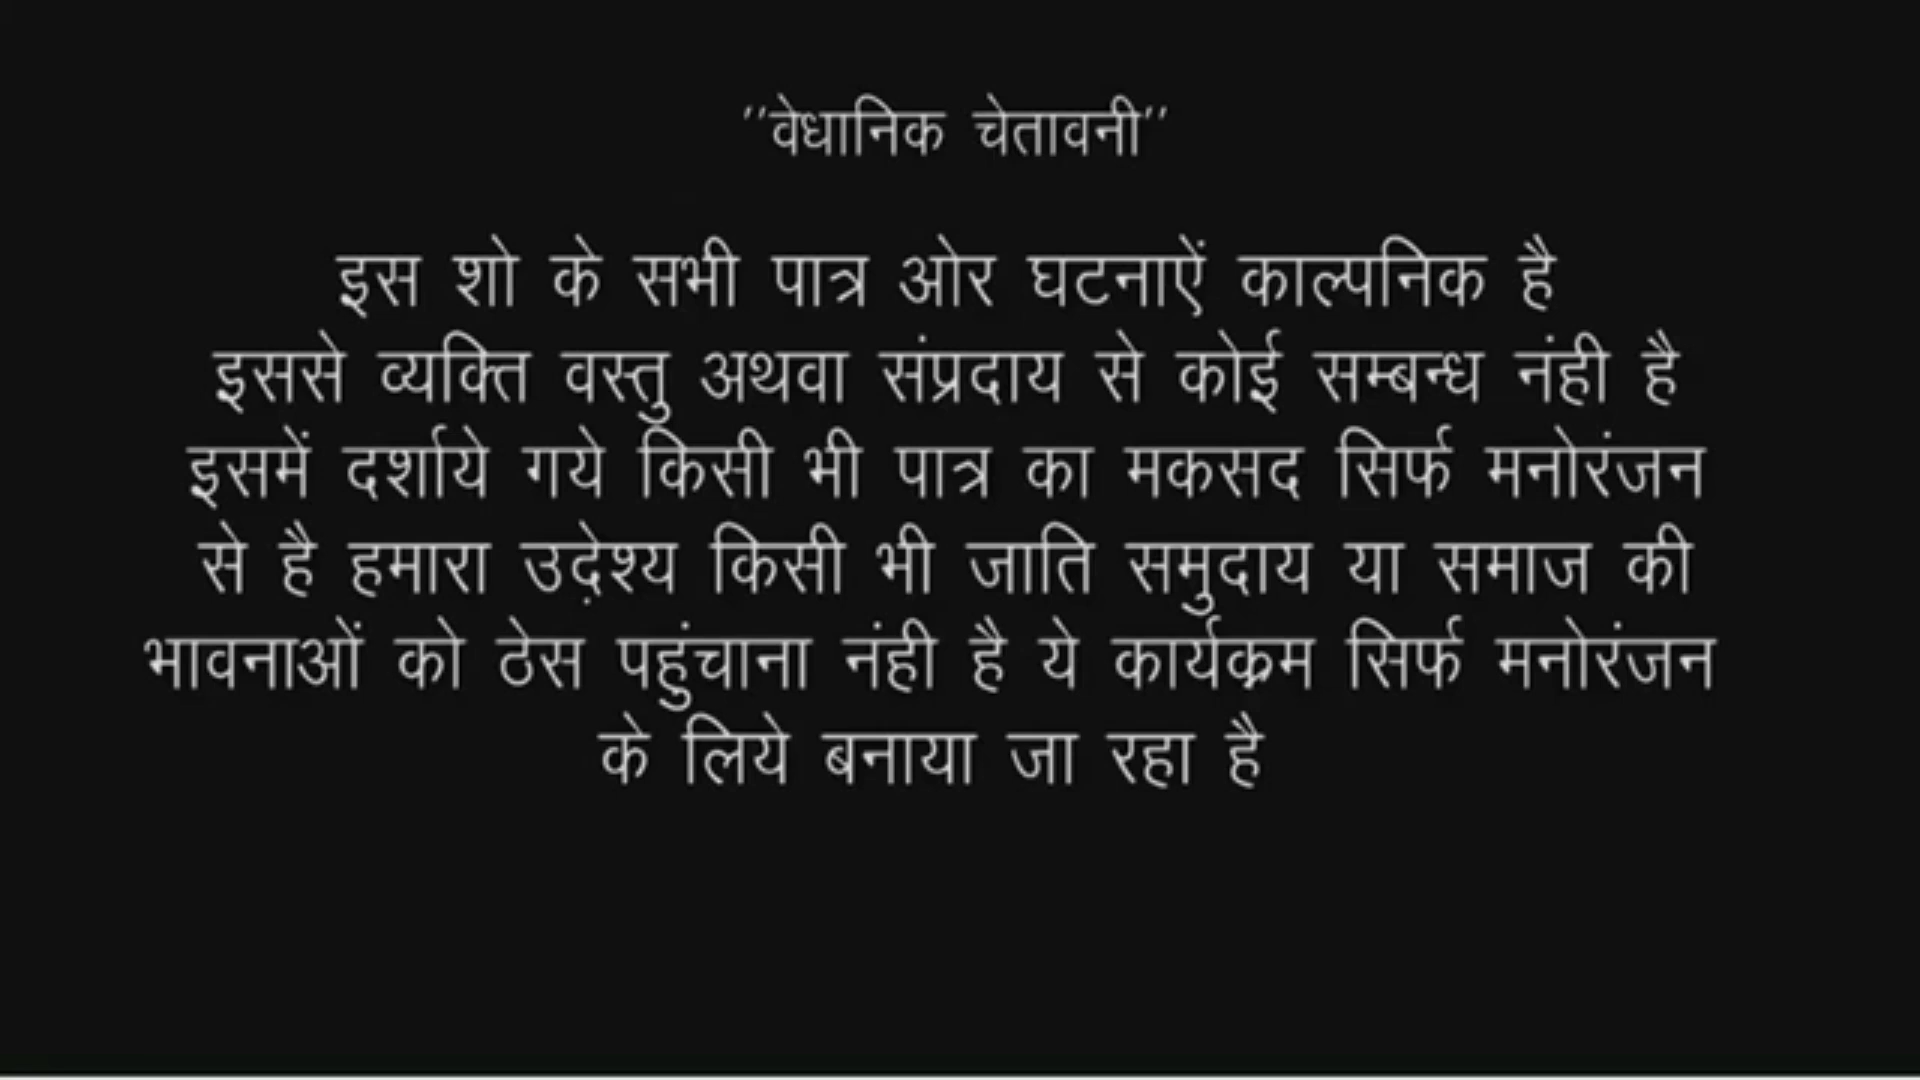 ''वेधानिक चेतावनी''
इस शो के सभी पात्र ओर घटनाऐं काल्पनिक है
इससे व्यक्ति वस्तु अथवा संप्रदाय से कोई सम्बन्ध नंही है
इसमें दर्शाये गये किसी भी पात्र का मकसद सिर्फ मनोरंजन
से है हमारा उद़ेश्य किसी भी जाति समुदाय या समाज की
भावनाओं को ठेस पहुंचाना नंही है ये कार्यक्रम सिर्फ मनोरंजन
के लिये बनाया जा रहा है